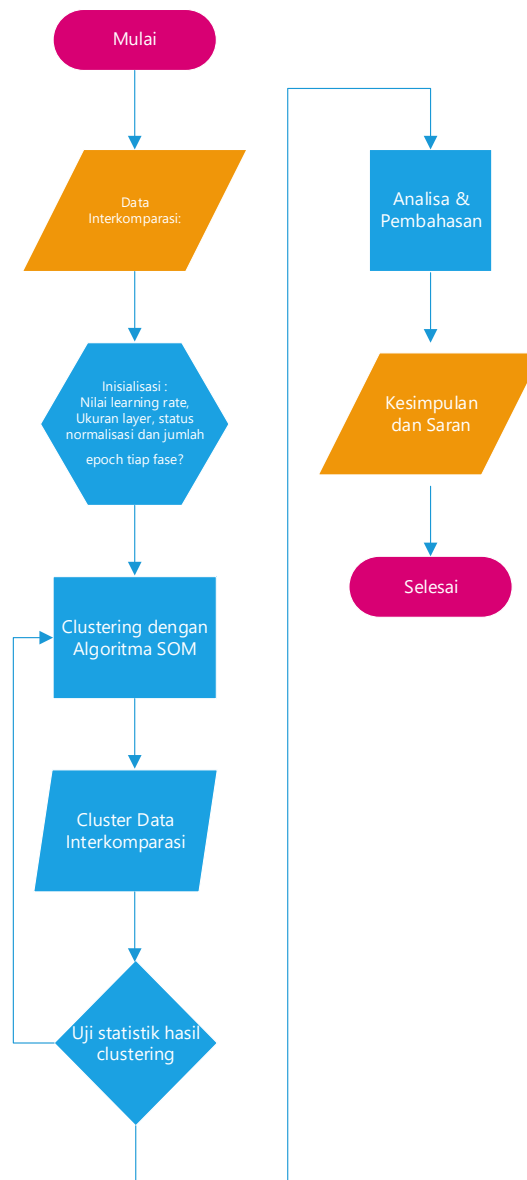 Mulai
Data
Interkomparasi:
Inisialisasi :
Nilai learning rate,
Ukuran layer, status
normalisasi dan jumlah
epoch tiap fase?
Clustering dengan
Algoritma SOM
Cluster Data
Interkomparasi
Uji statistik hasil
clustering
Analisa &
Pembahasan
Kesimpulan
dan Saran
Selesai